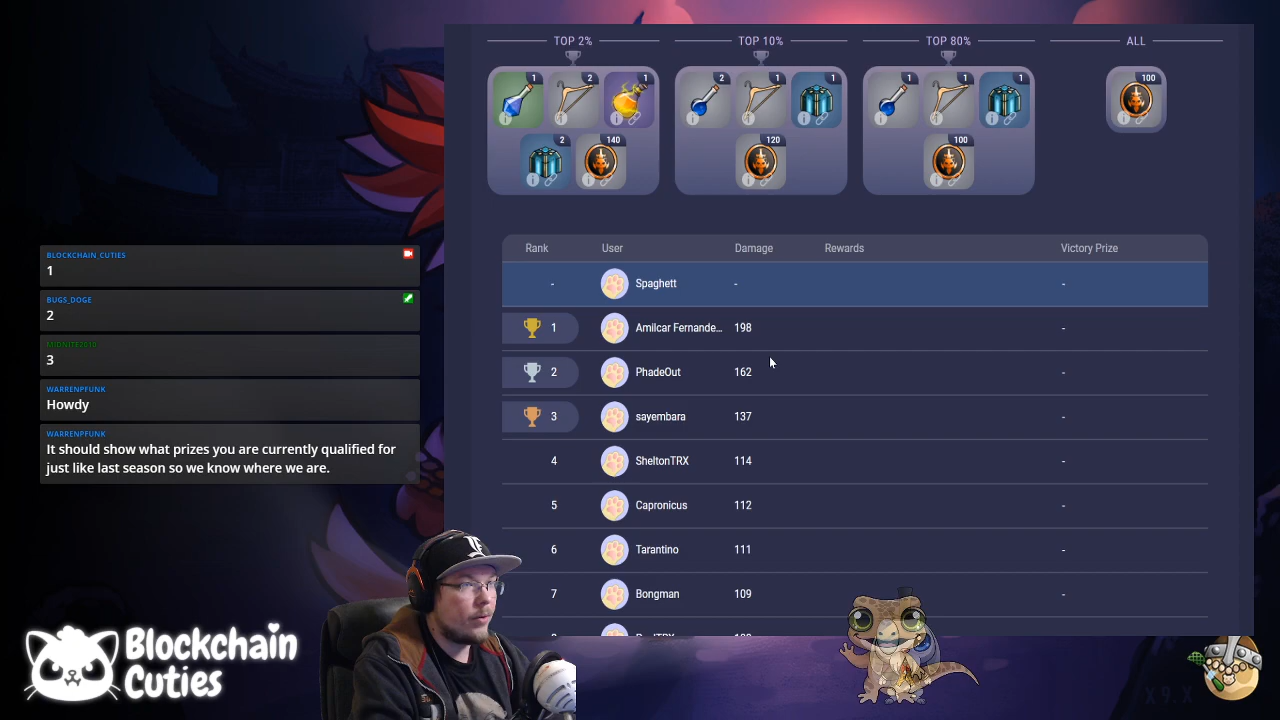 TOP 2%
TOP 10%
TOP 80%
ALL
1
2
1
2
1
1
1
1
1
100
2
140
120
100
Rank User Damage Rewards Victory Prize
- Spaghett - -
1 Amilcar Fernande... 198 -
2 PhadeOut 162 -
3 sayembara 137 -
4 SheltonTRX 114 -
5 Capronicus 112 -
6 Tarantino 111 -
7 Bongman 109 -
BLOCKCHAIN_CUTIES
1
BUGS_DOGE
2
3
WARRENPFUNK
Howdy
WARRENPFUNK
It should show what prizes you are currently qualified for
just like last season so we know where we are.
Blockchain
Cuties